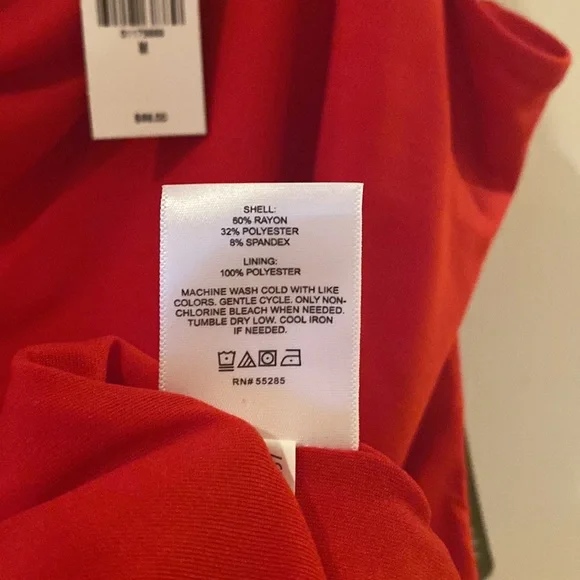 M
SHELL:
60% RAYON
32% POLYESTER
8% SPANDEX
LINING:
100% POLYESTER
MACHINE WASH COLD WITH LIKE
COLORS. GENTLE CYCLE. ONLY NON-
CHLORINE BLEACH WHEN NEEDED.
TUMBLE DRY LOW. COOL IRON
IF NEEDED.
RN# 55285